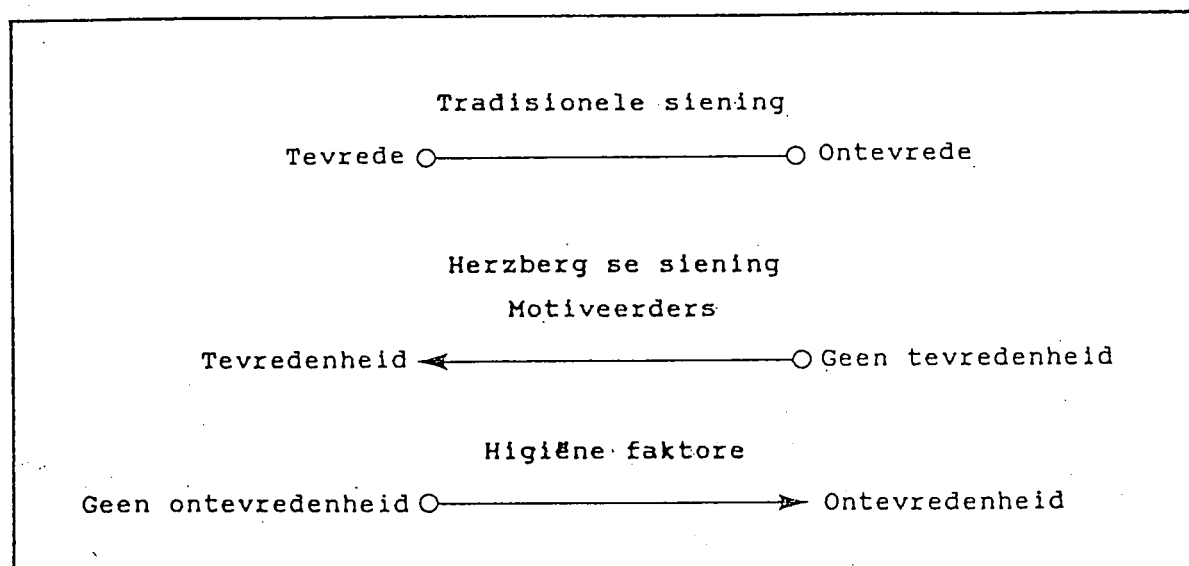 Tradisionele siening
Tevrede Ontevrede
Herzberg se siening
Motiveerders
Tevredenheid Geen tevredenheid
Higiëne faktore
Geen ontevredenheid Ontevredenheid